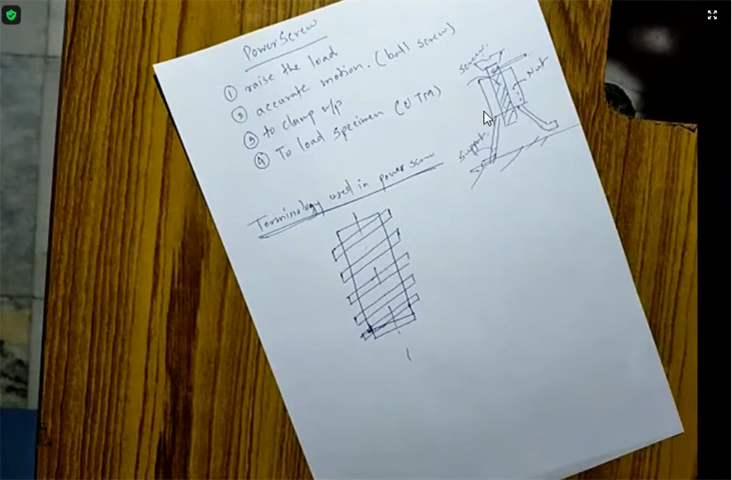 Power Screw
① raise the load
② accurate motion. (ball screw)
③ to clamp w/p
④ To load specimen (UTM)
Screw.
Nut
Support.
Terminology used in power screw